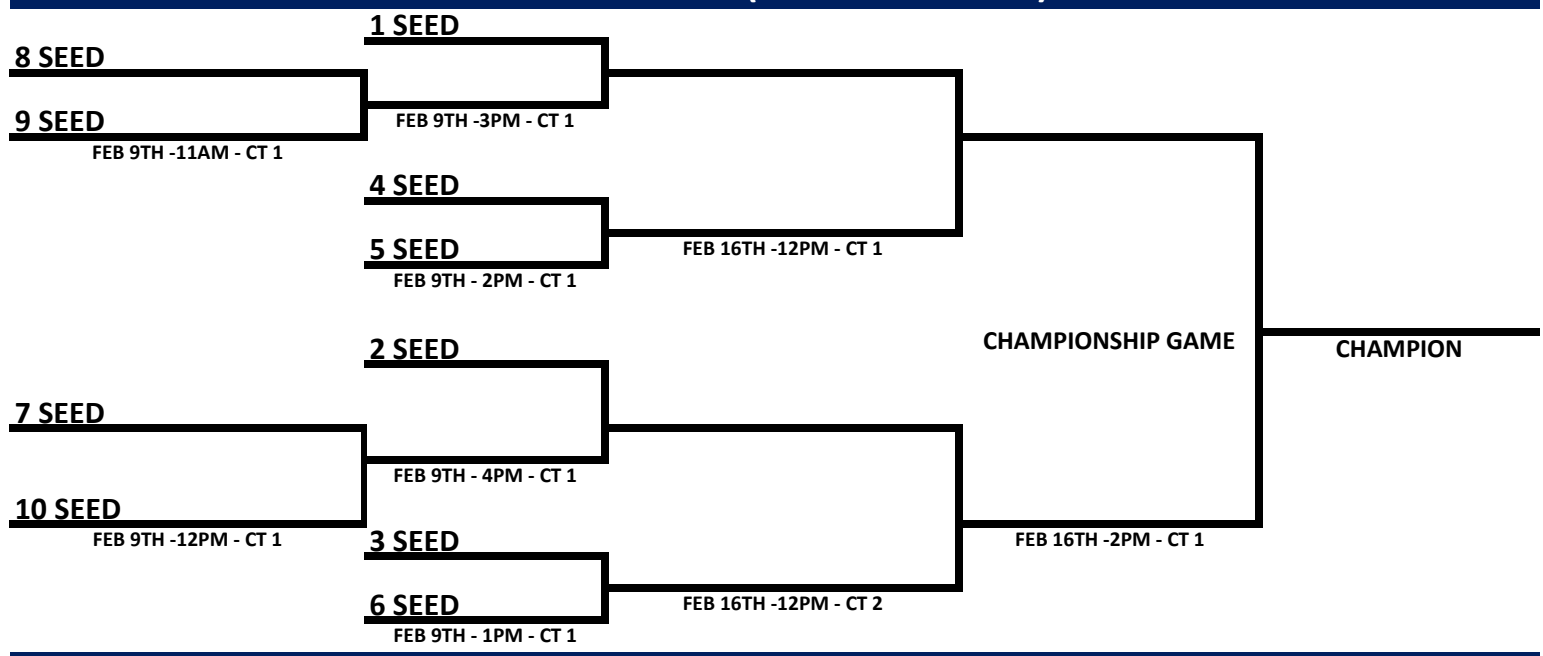 1 SEED
8 SEED
9 SEED
FEB 9TH -3PM - CT 1
FEB 9TH -11AM - CT 1
4 SEED
5 SEED
FEB 16TH -12PM - CT 1
FEB 9TH - 2PM - CT 1
2 SEED
CHAMPIONSHIP GAME
CHAMPION
7 SEED
FEB 9TH - 4PM - CT 1
10 SEED
FEB 9TH -12PM - CT 1
3 SEED
FEB 16TH -2PM - CT 1
6 SEED
FEB 16TH -12PM - CT 2
FEB 9TH - 1PM - CT 1